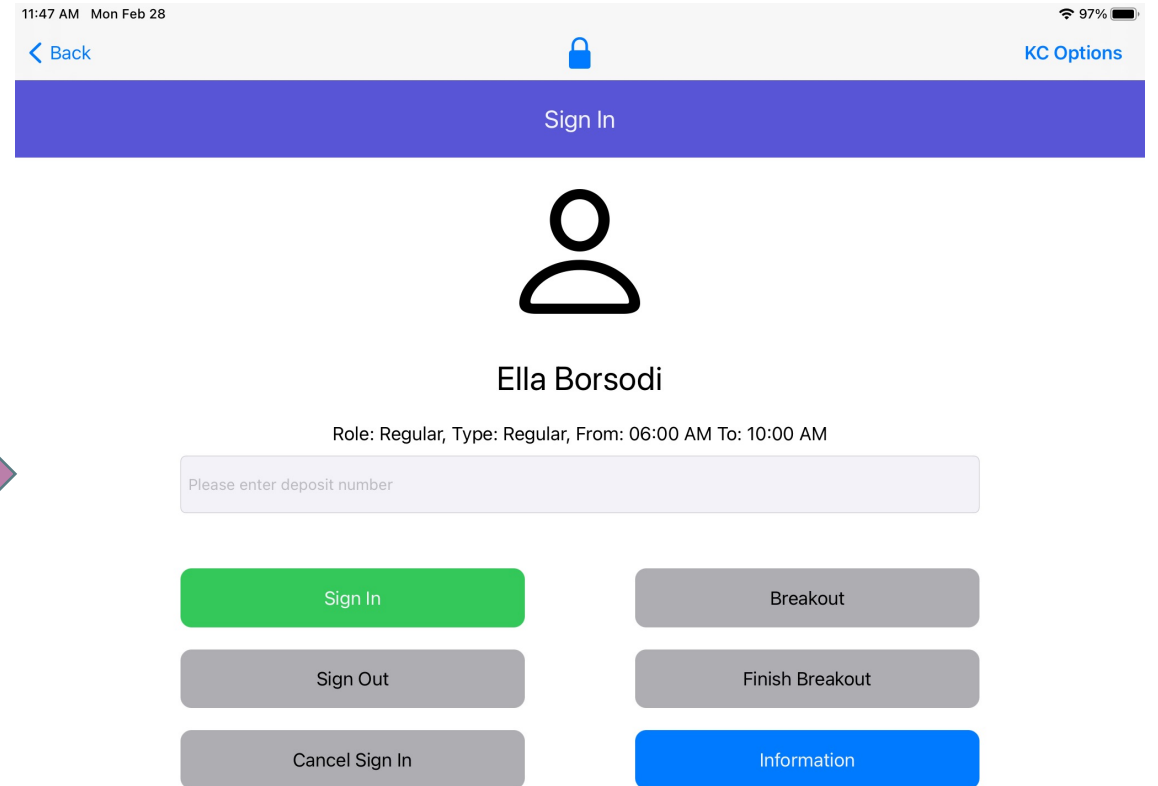 11:47 AM Mon Feb 28 97%
Back KC Options
Sign In
Ella Borsodi
Role: Regular, Type: Regular, From: 06:00 AM To: 10:00 AM
Please enter deposit number
Sign In Breakout
Sign Out Finish Breakout
Cancel Sign In Information